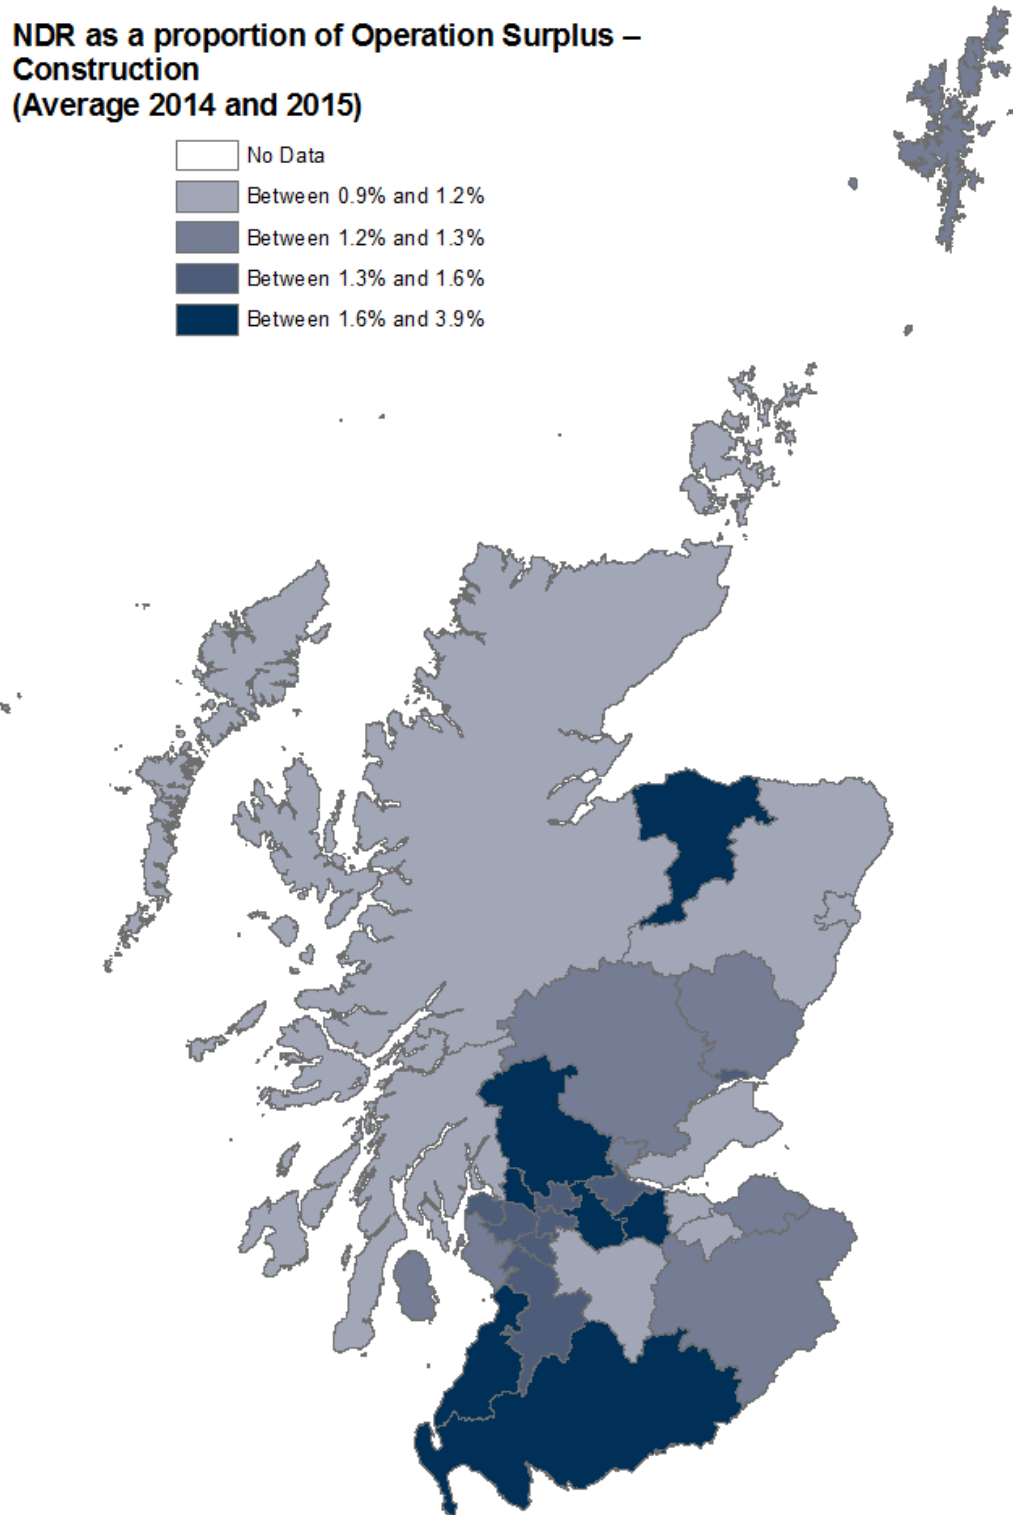 NDR as a proportion of Operation Surplus –
Construction
(Average 2014 and 2015)
No Data
Between 0.9% and 1.2%
Between 1.2% and 1.3%
Between 1.3% and 1.6%
Between 1.6% and 3.9%